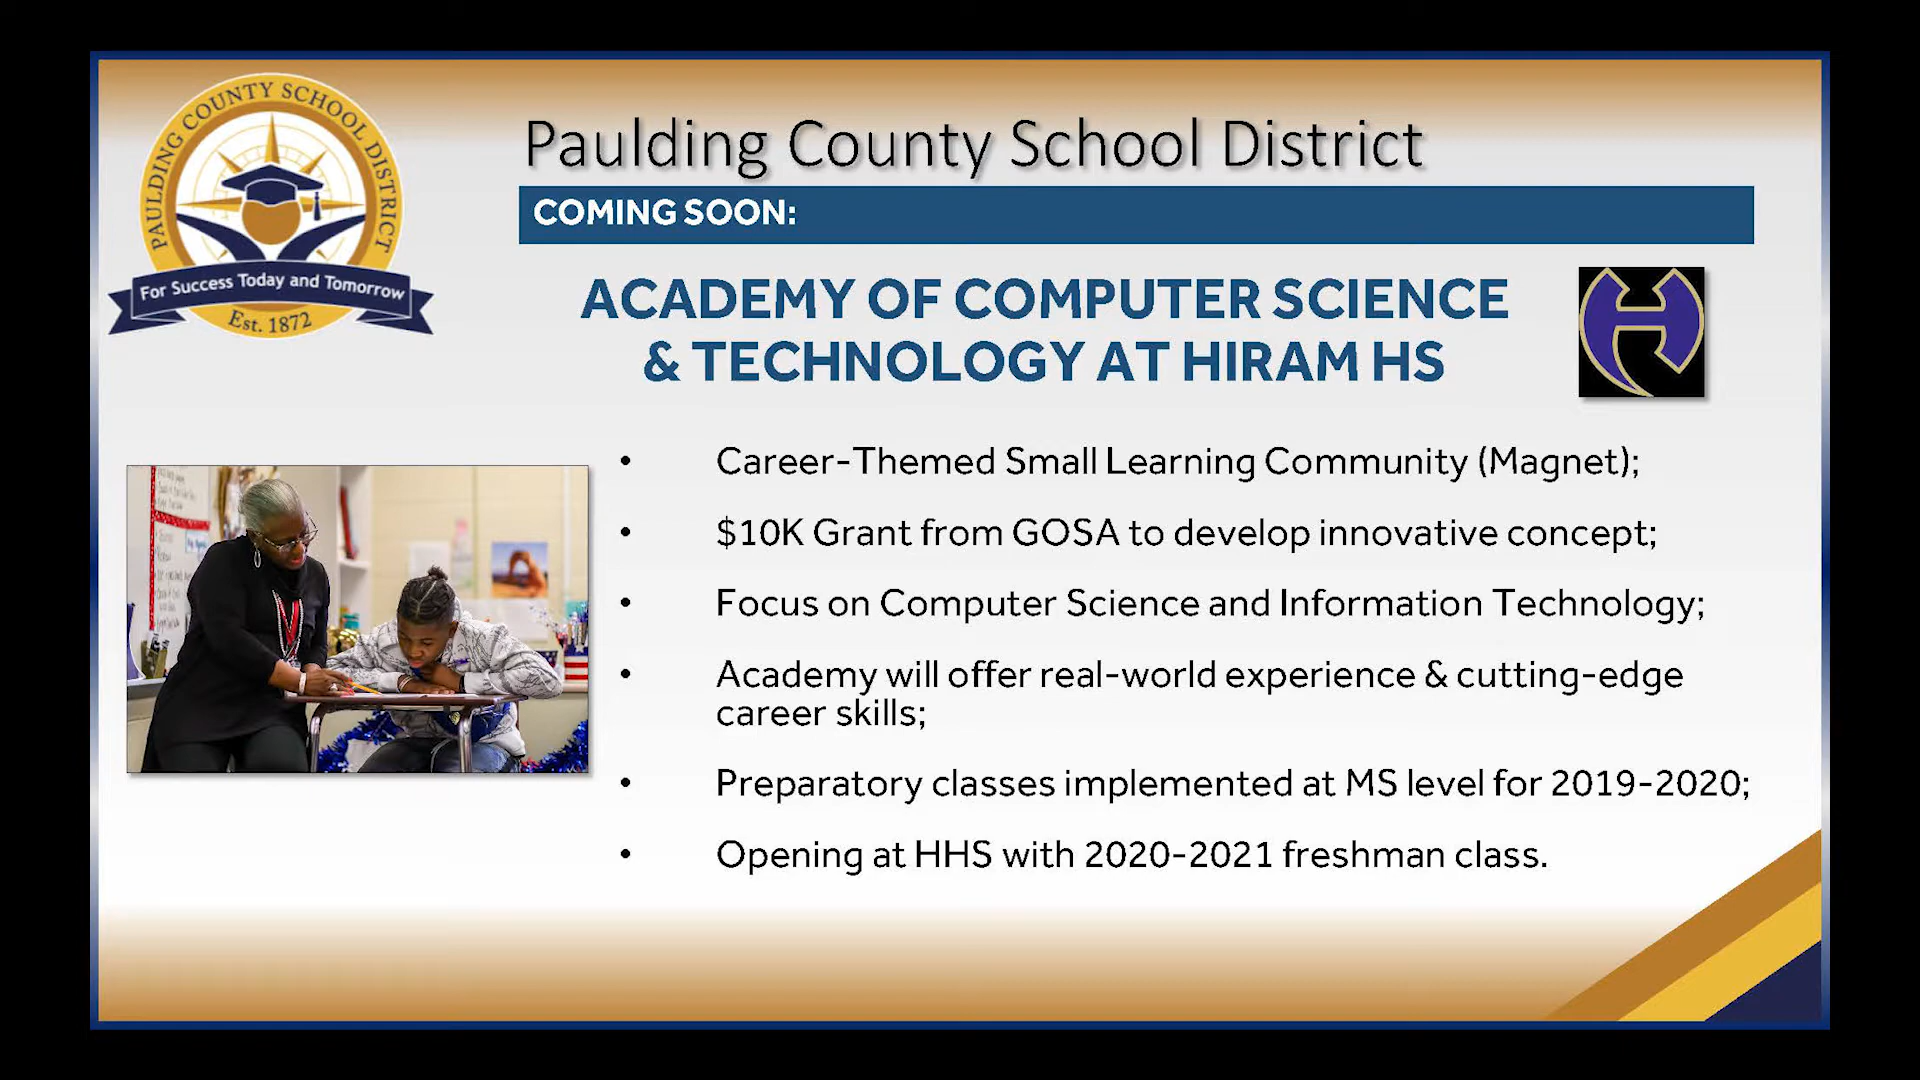 PAULDING COUNTY SCHOOL DISTRICT
For Success Today and Tomorrow
Est. 1872
Paulding County School District
COMING SOON:
ACADEMY OF COMPUTER SCIENCE
& TECHNOLOGY AT HIRAM HS
H
• Career-Themed Small Learning Community (Magnet);
• $10K Grant from GOSA to develop innovative concept;
• Focus on Computer Science and Information Technology;
• Academy will offer real-world experience & cutting-edge
career skills;
• Preparatory classes implemented at MS level for 2019-2020;
• Opening at HHS with 2020-2021 freshman class.